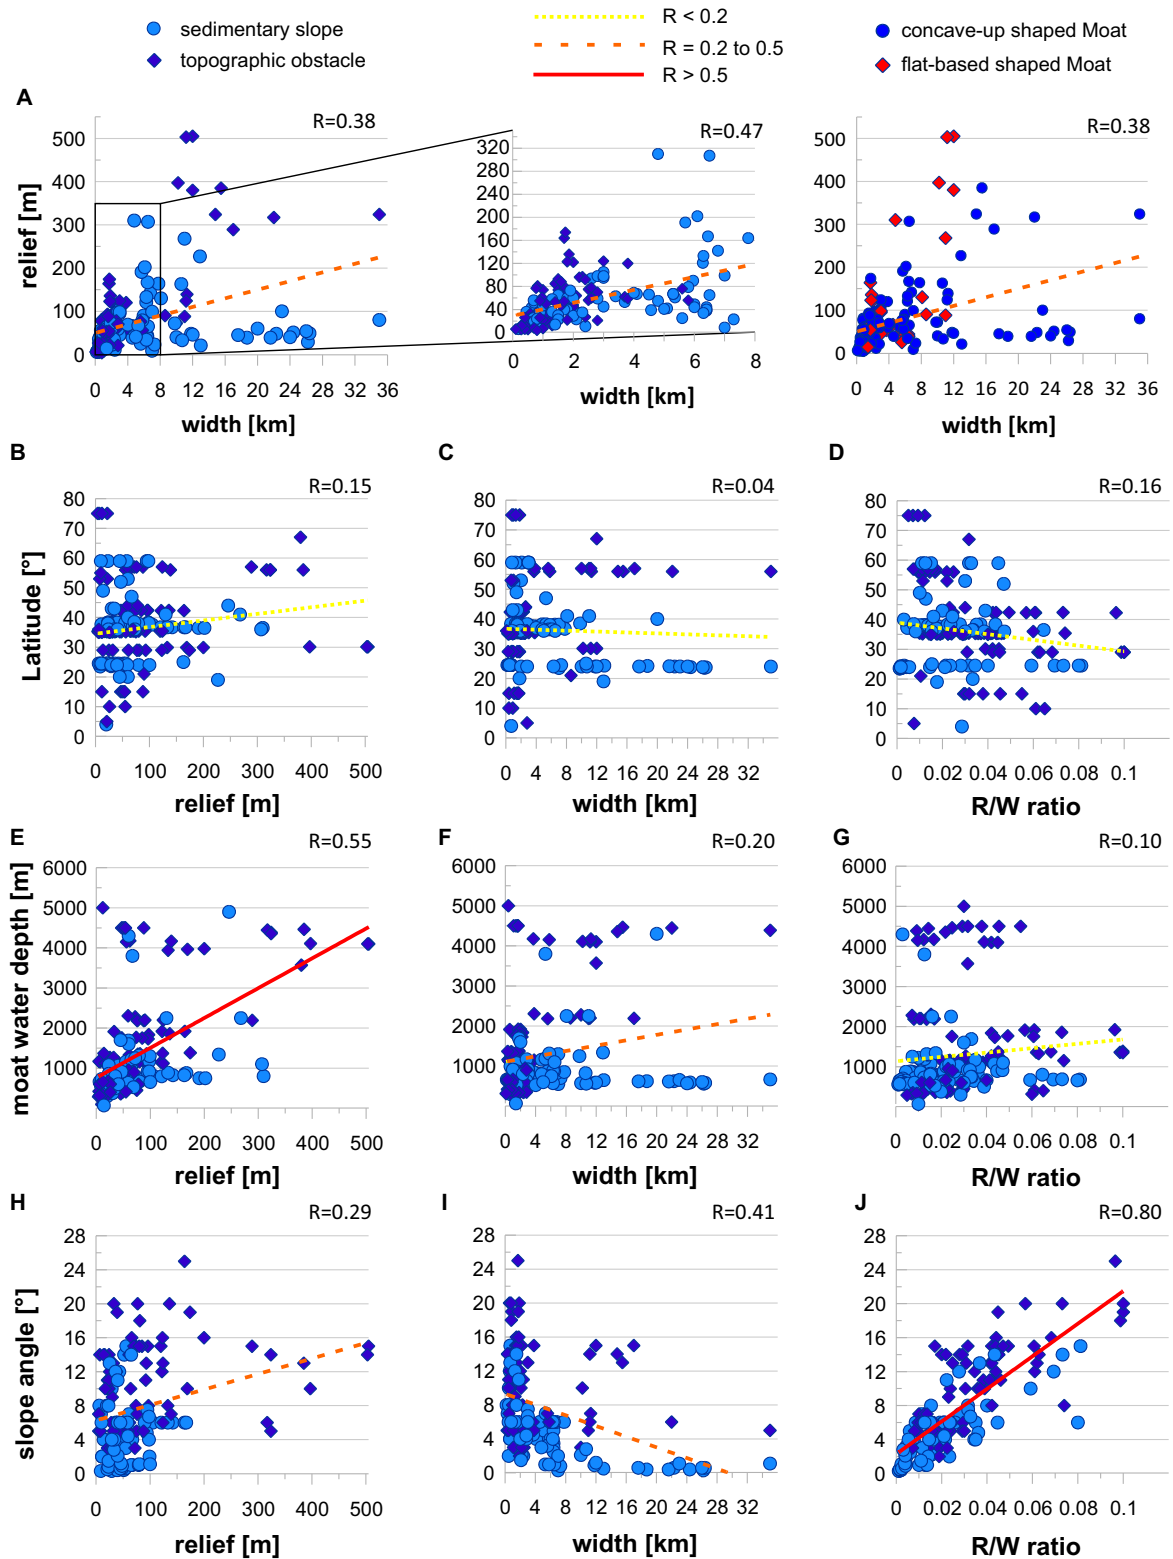 sedimentary slope
topographic obstacle
R < 0.2
R = 0.2 to 0.5
R > 0.5
concave-up shaped Moat
flat-based shaped Moat
A
R=0.38
500
400
300
200
100
0
relief [m]
0 4 8 12 16 20 24 28 32 36
width [km]
R=0.47
320
280
240
200
160
120
80
40
0
0 2 4 6 8
width [km]
R=0.38
500
400
300
200
100
0
0 4 8 12 16 20 24 28 32 36
width [km]
B
R=0.15
80
70
60
50
40
30
20
10
0
Latitude [°]
0 100 200 300 400 500
relief [m]
C
R=0.04
80
70
60
50
40
30
20
10
0
0 4 8 12 16 20 24 28 32
width [km]
D
R=0.16
80
70
60
50
40
30
20
10
0
0 0.02 0.04 0.06 0.08 0.1
R/W ratio
E
R=0.55
6000
5000
4000
3000
2000
1000
moat water depth [m]
0 100 200 300 400 500
relief [m]
F
R=0.20
6000
5000
4000
3000
2000
1000
0 4 8 12 16 20 24 28 32
width [km]
G
R=0.10
6000
5000
4000
3000
2000
1000
0 0.02 0.04 0.06 0.08 0.1
R/W ratio
H
R=0.29
28
24
20
16
12
8
4
0
slope angle [°]
0 100 200 300 400 500
relief [m]
I
R=0.41
28
24
20
16
12
8
4
0
0 4 8 12 16 20 24 28 32
width [km]
J
R=0.80
28
24
20
16
12
8
4
0
0 0.02 0.04 0.06 0.08 0.1
R/W ratio